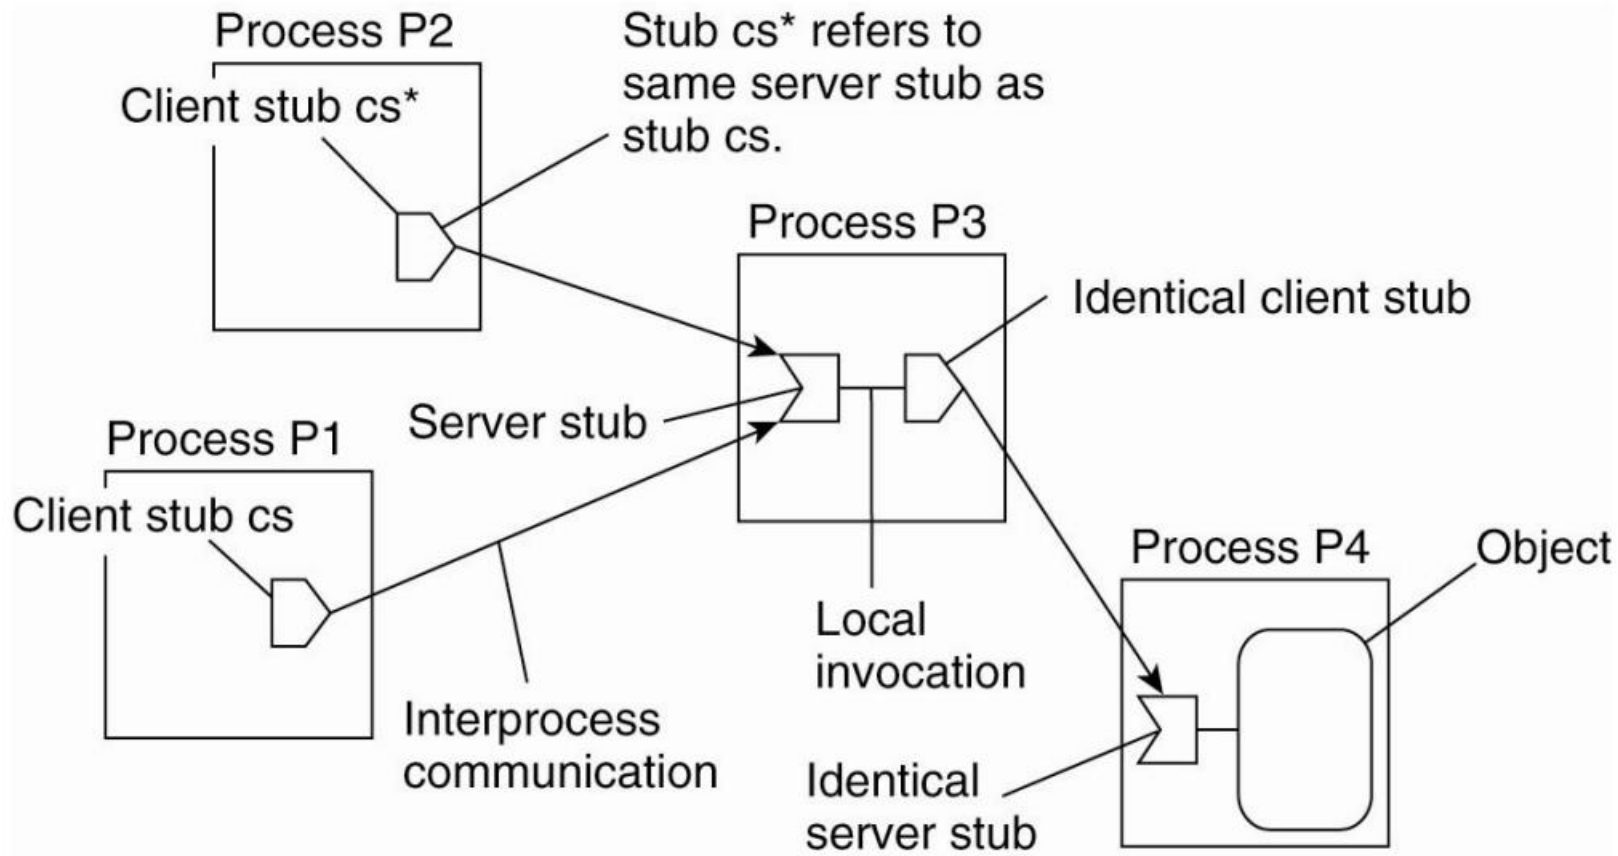 Process P2
Client stub cs*
Stub cs* refers to
same server stub as
stub cs.
Process P3
Identical client stub
Server stub
Process P1
Client stub cs
Interprocess
communication
Local
invocation
Process P4
Object
Identical
server stub